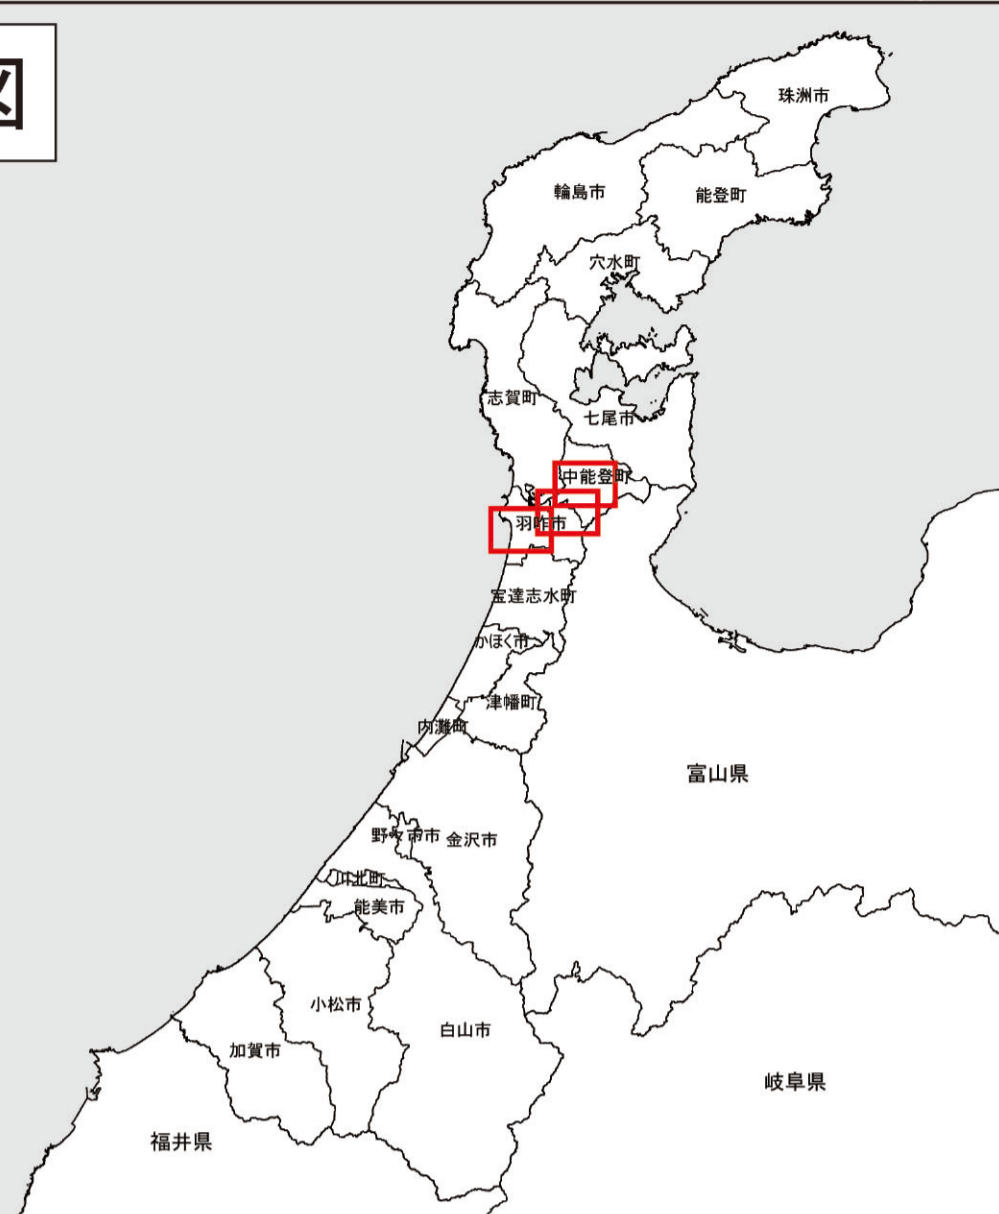 図
珠洲市
輪島市
能登町
穴水町
志賀町
七尾市
中能登町
羽咋市
宝達志水町
かほく市
津幡町
内灘町
富山県
野々市市
金沢市
川北町
能美市
小松市
白山市
加賀市
岐阜県
福井県